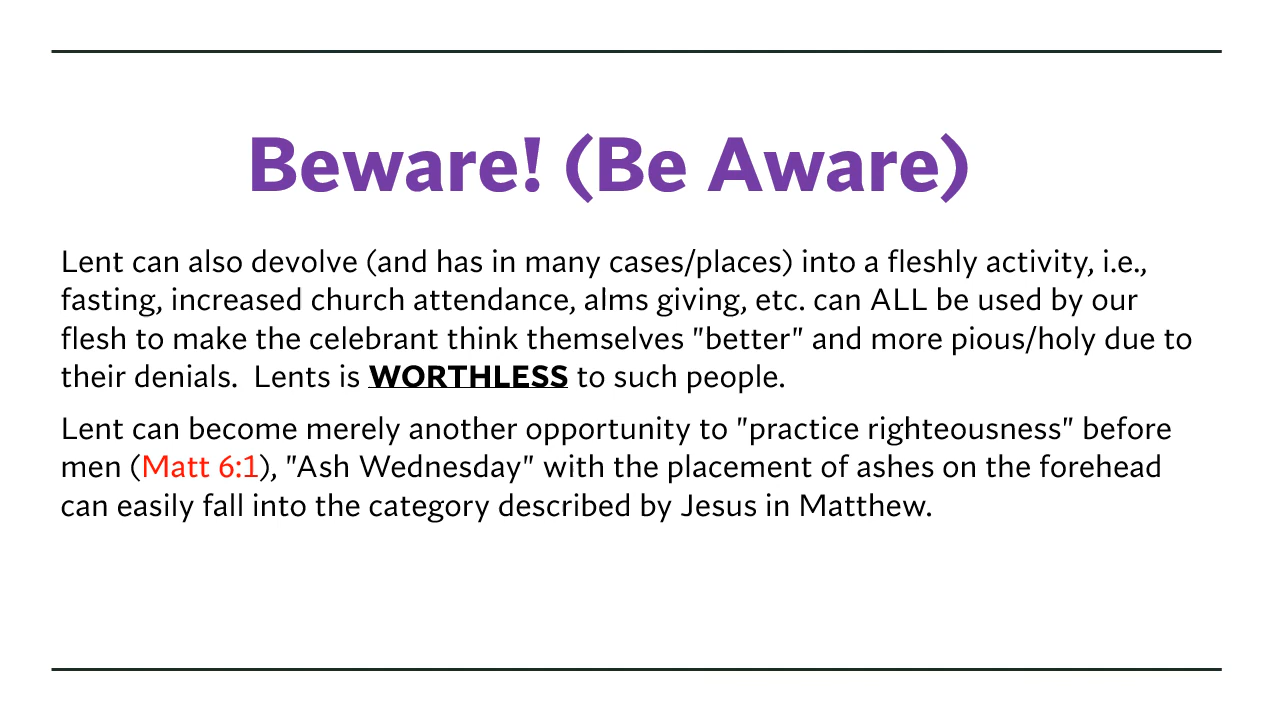 Beware! (Be Aware)
Lent can also devolve (and has in many cases/places) into a fleshly activity, i.e.,
fasting, increased church attendance, alms giving, etc. can ALL be used by our
flesh to make the celebrant think themselves "better" and more pious/holy due to
their denials.  Lents is WORTHLESS to such people.
Lent can become merely another opportunity to "practice righteousness" before
men (Matt 6:1), "Ash Wednesday" with the placement of ashes on the forehead
can easily fall into the category described by Jesus in Matthew.